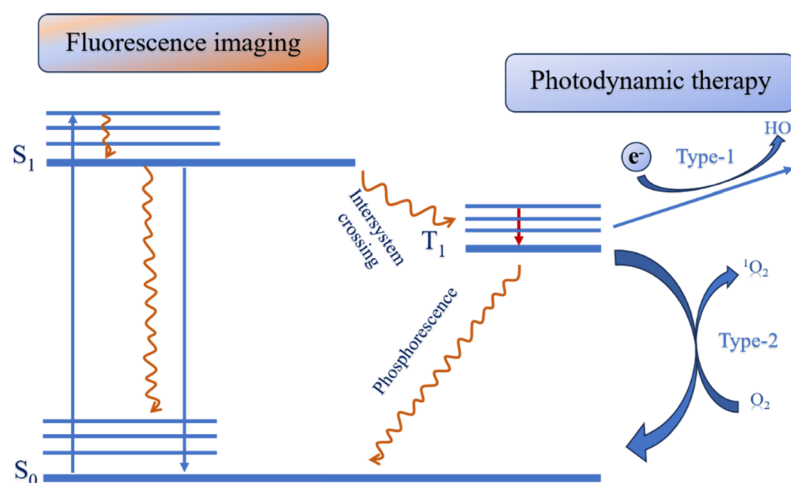 Fluorescence imaging
Photodynamic therapy
S₁
Intersystem
crossing
T₁
e⁻
Type-1
HO
Phosphorescence
¹O₂
Type-2
O₂
S₀